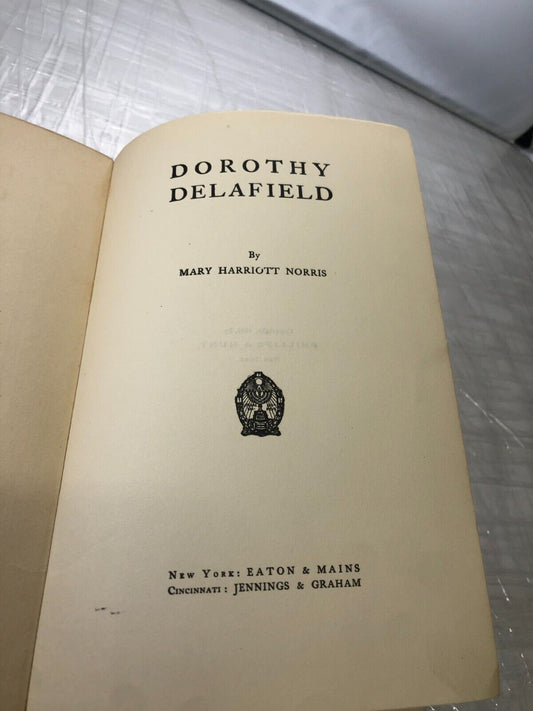 DOROTHY
DELAFIELD
By
MARY HARRIOTT NORRIS
New York: EATON & MAINS
Cincinnati: JENNINGS & GRAHAM